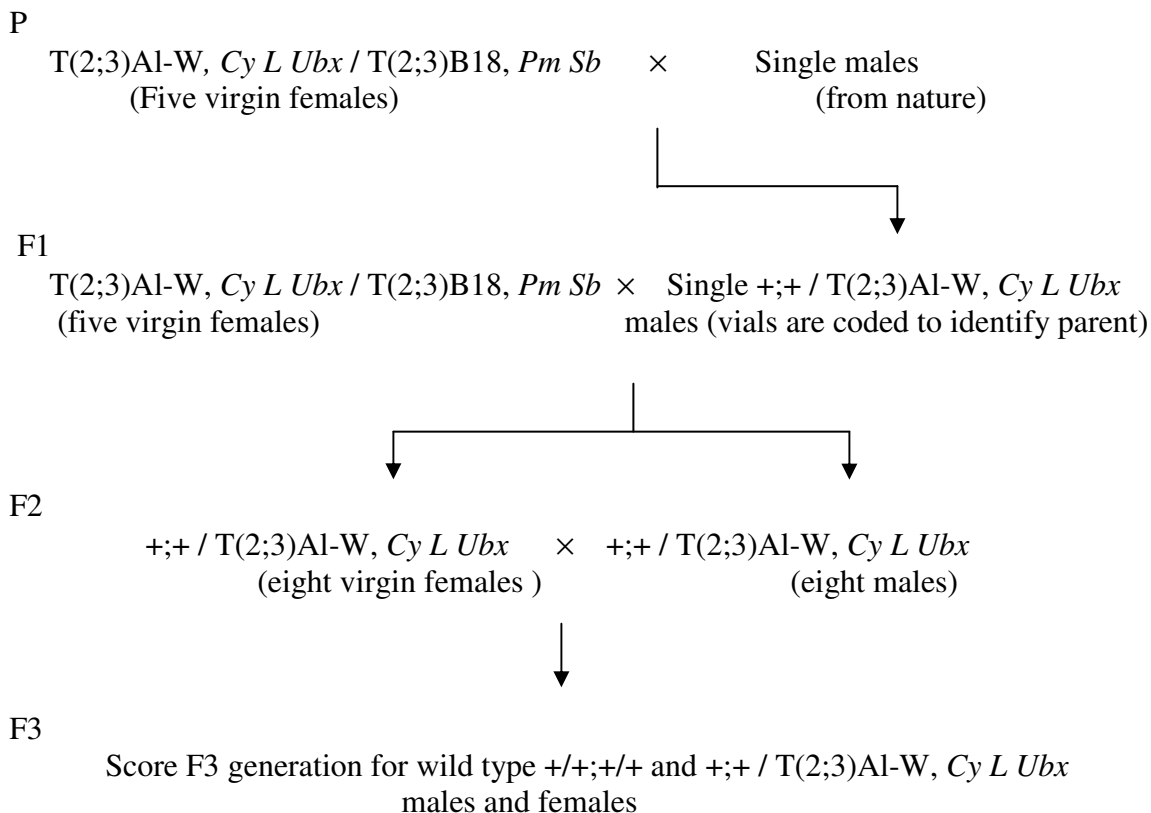 P
T(2;3)Al-W, Cy L Ubx / T(2;3)B18, Pm Sb × Single males
(Five virgin females) (from nature)
F1
T(2;3)Al-W, Cy L Ubx / T(2;3)B18, Pm Sb × Single +;+ / T(2;3)Al-W, Cy L Ubx
(five virgin females) males (vials are coded to identify parent)
F2
+;+ / T(2;3)Al-W, Cy L Ubx × +;+ / T(2;3)Al-W, Cy L Ubx
(eight virgin females ) (eight males)
F3
Score F3 generation for wild type +/+;+/+ and +;+ / T(2;3)Al-W, Cy L Ubx
males and females